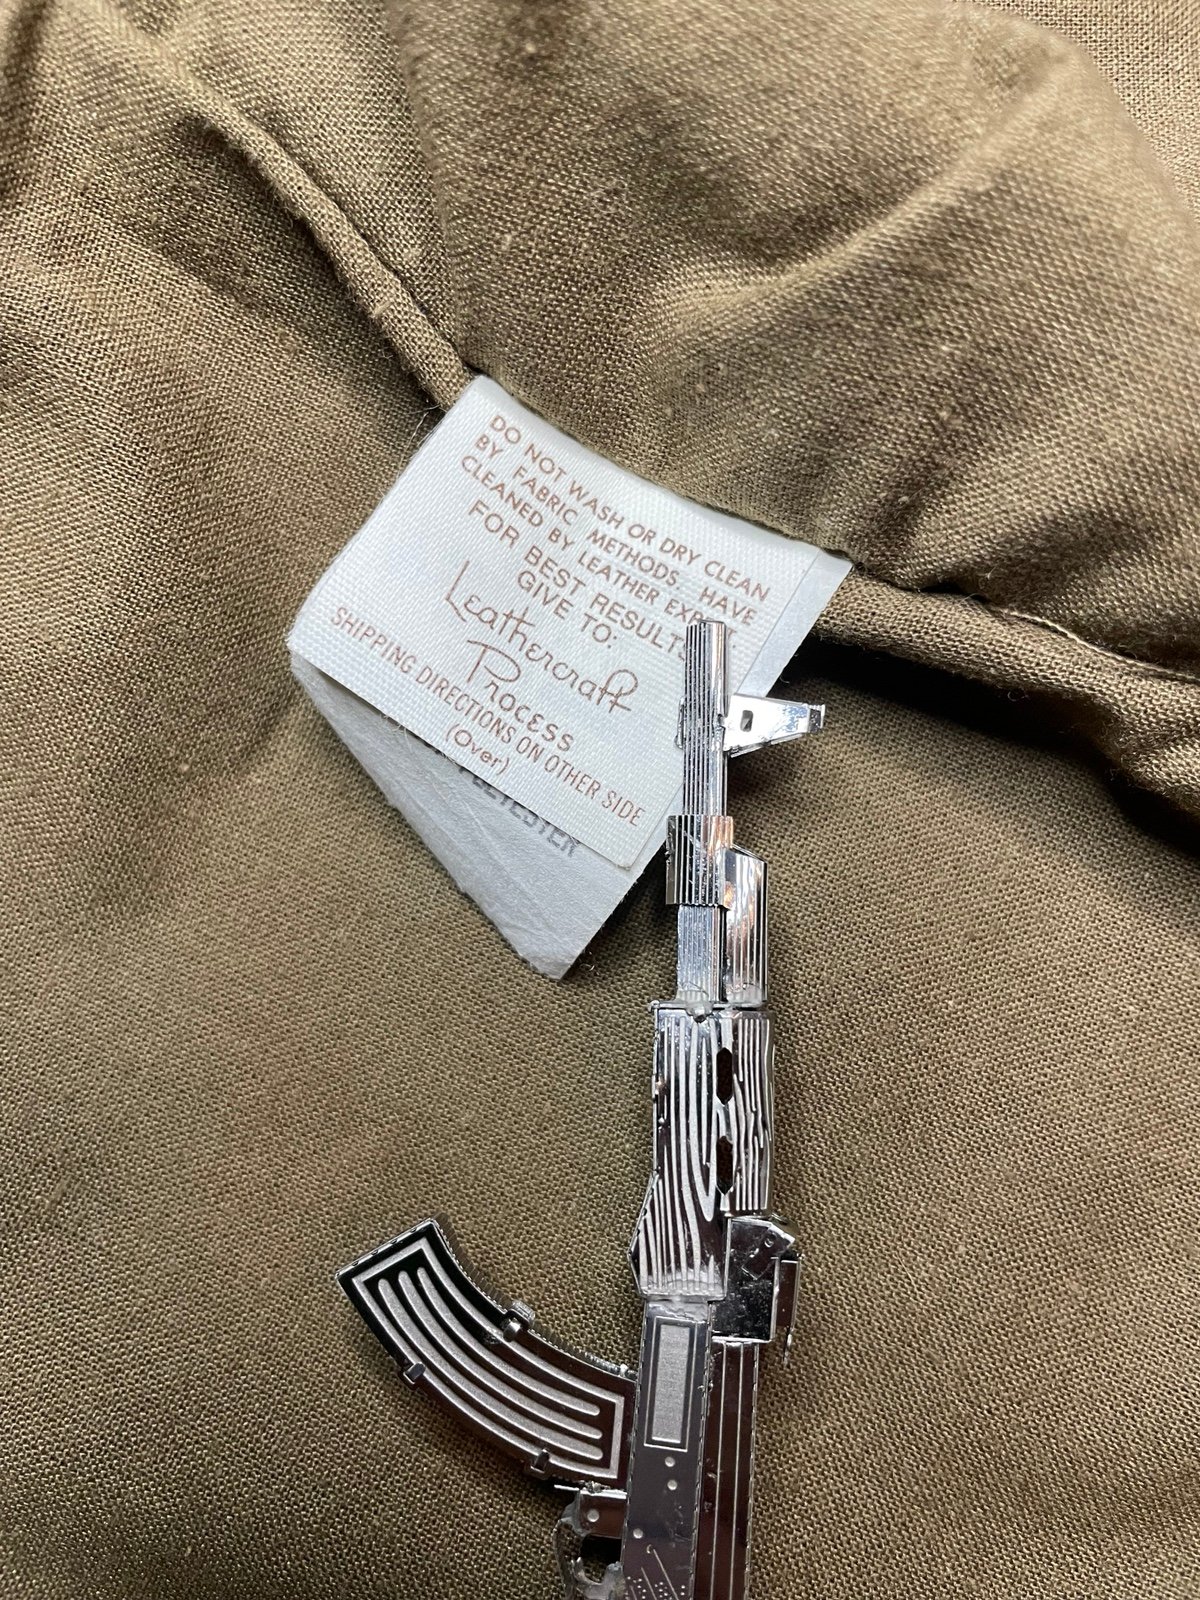 DO NOT WASH OR DRY CLEAN
BY FABRIC METHODS. HAVE
CLEANED BY LEATHER
FOR BEST RESULTS
GIVE TO:
Leathercraft
Process
SHIPPING DIRECTIONS ON OTHER SIDE
(Over)